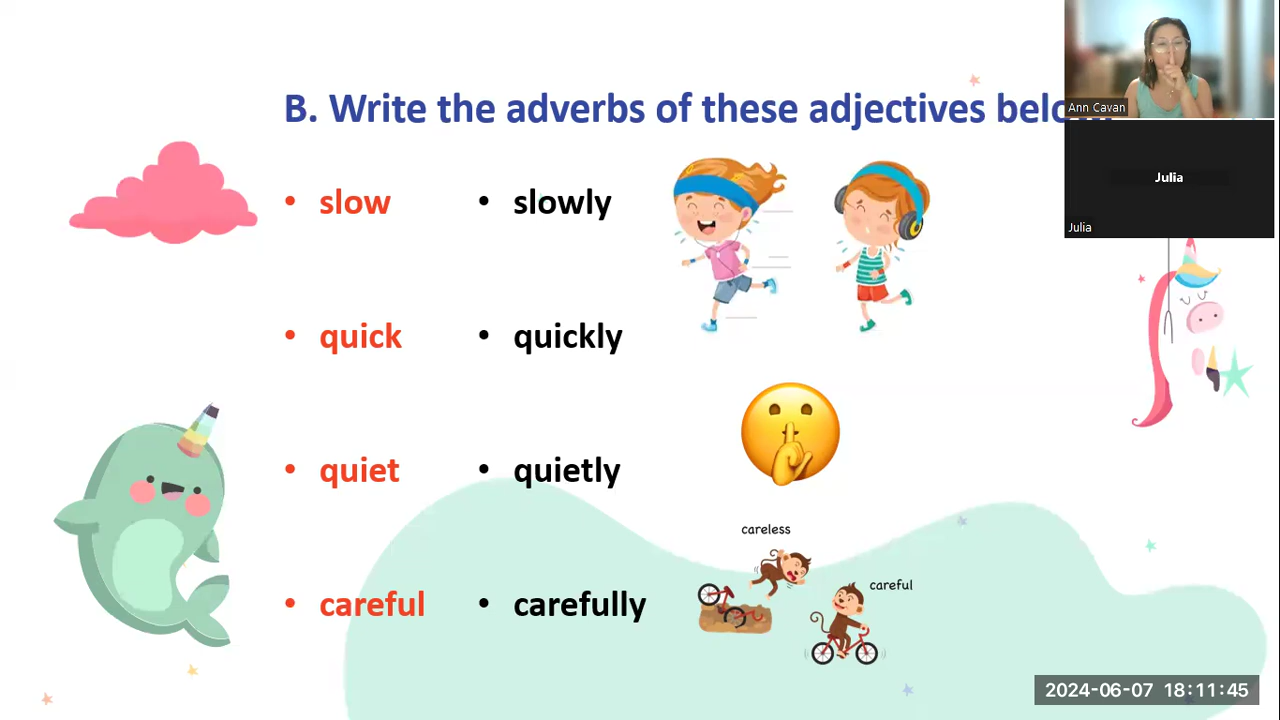 B. Write the adverbs of these adjectives
Ann Cavan
Julia
Julia
• slow • slowly
• quick • quickly
• quiet • quietly
careless
careful
• careful • carefully
2024-06-07 18:11:45